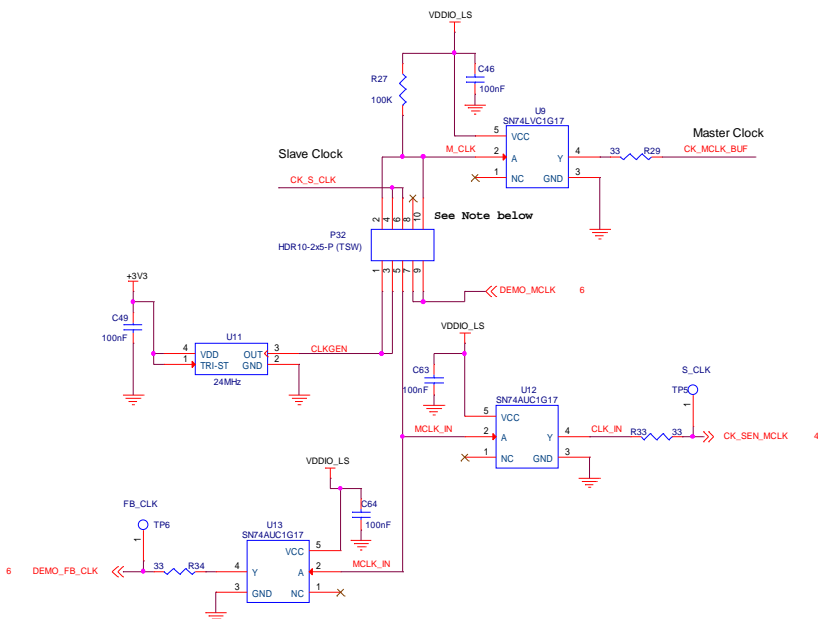 VDDIO_LS
C46
100nF
R27
100K
U9
SN74LVC1G17
5
VCC
M_CLK
2
A
Y
4
33
R29
Master Clock
CK_MCLK_BUF
1
NC
GND
3
Slave Clock
CK_S_CLK
2
4
6
8
10
See Note below
P32
HDR10-2x5-P (TSW)
1
3
5
7
9
DEMO_MCLK
6
+3V3
C49
100nF
U11
4
VDD
OUT
3
CLKGEN
1
TRI-ST
GND
2
24MHz
VDDIO_LS
C63
100nF
U12
SN74AUC1G17
5
VCC
MCLK_IN
2
A
Y
4
CLK_IN
R33
33
S_CLK
TP5
1
CK_SEN_MCLK
4
1
NC
GND
3
VDDIO_LS
C64
100nF
U13
SN74AUC1G17
VCC
5
FB_CLK
TP6
1
6
DEMO_FB_CLK
33
R34
4
Y
A
2
MCLK_IN
3
GND
NC
1